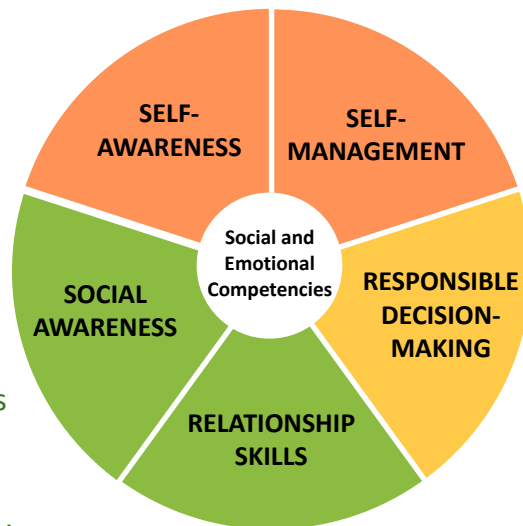 SELF-
AWARENESS
SELF-
MANAGEMENT
Social and
Emotional
Competencies
SOCIAL
AWARENESS
RESPONSIBLE
DECISION-
MAKING
RELATIONSHIP
SKILLS
s